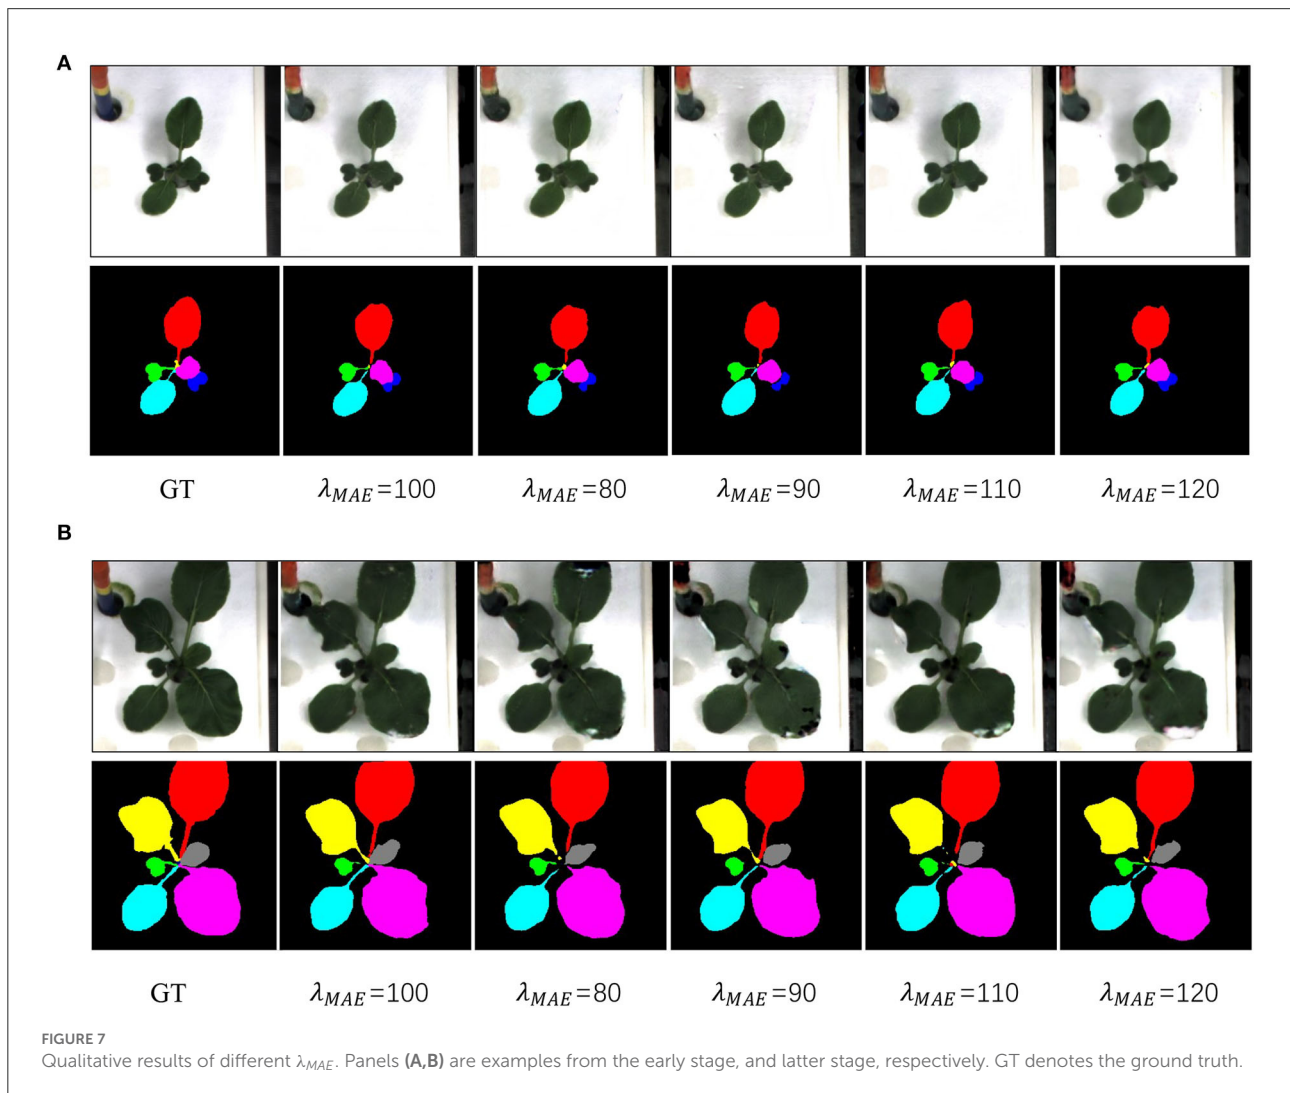 A
GT λMAE=100 λMAE=80 λMAE=90 λMAE=110 λMAE=120
B
GT λMAE=100 λMAE=80 λMAE=90 λMAE=110 λMAE=120
FIGURE 7
Qualitative results of different λMAE. Panels (A,B) are examples from the early stage, and latter stage, respectively. GT denotes the ground truth.